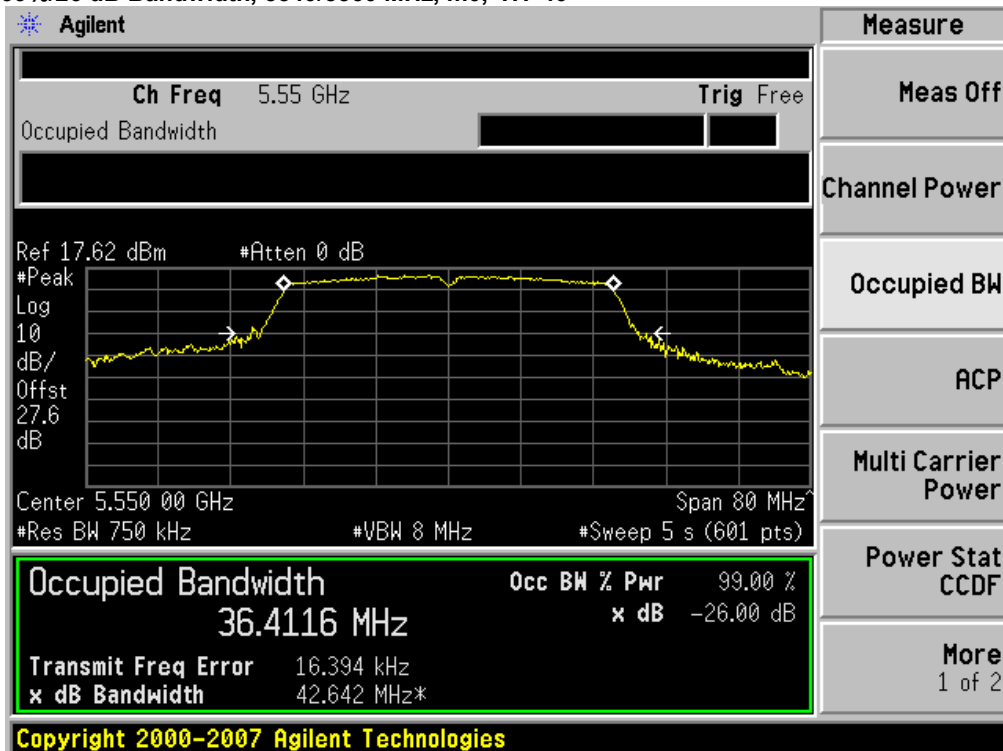 Agilent
Measure
Ch Freq 5.55 GHz
Trig Free
Meas Off
Occupied Bandwidth
Channel Power
Ref 17.62 dBm #Atten 0 dB
#Peak
Log
10
dB/
Offst
27.6
dB
Occupied BW
ACP
Multi Carrier
Power
Center 5.550 00 GHz Span 80 MHz^
#Res BW 750 kHz #VBW 8 MHz #Sweep 5 s (601 pts)
Occupied Bandwidth
36.4116 MHz
Occ BW % Pwr 99.00 %
x dB -26.00 dB
Transmit Freq Error 16.394 kHz
x dB Bandwidth 42.642 MHz*
Power Stat
CCDF
More
1 of 2
Copyright 2000-2007 Agilent Technologies